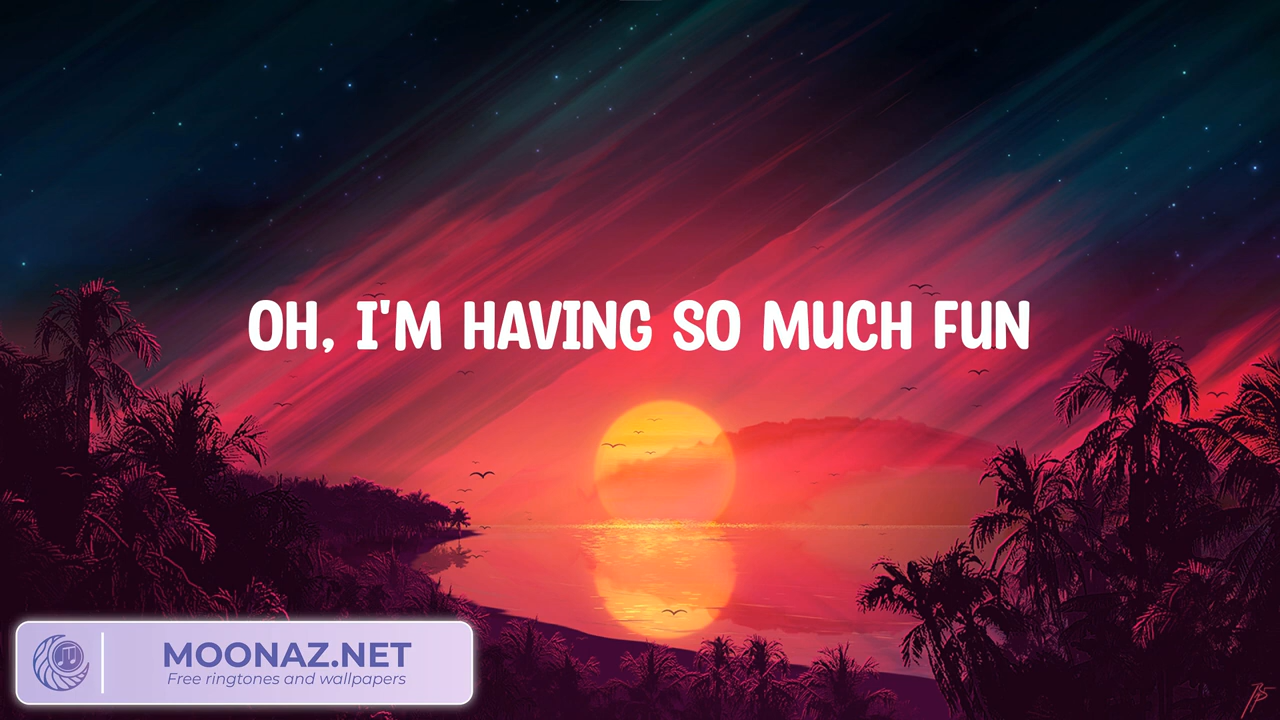 OH, I'M HAVING SO MUCH FUN
MOONAZ.NET
Free ringtones and wallpapers